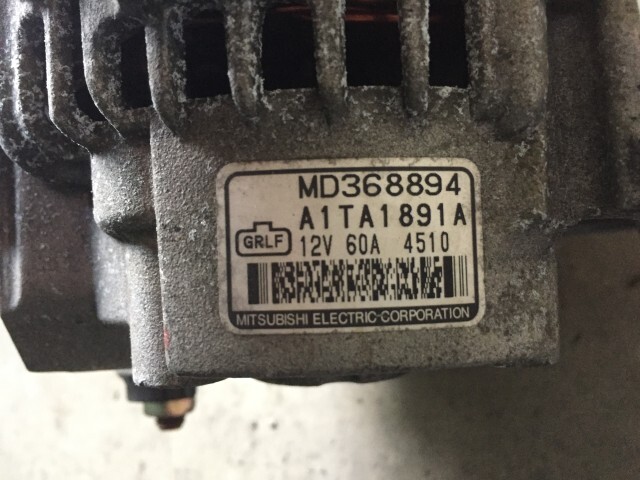 MD368894
A1TA1891A
GRLF
12V 60A 4510
MITSUBISHI ELECTRIC CORPORATION